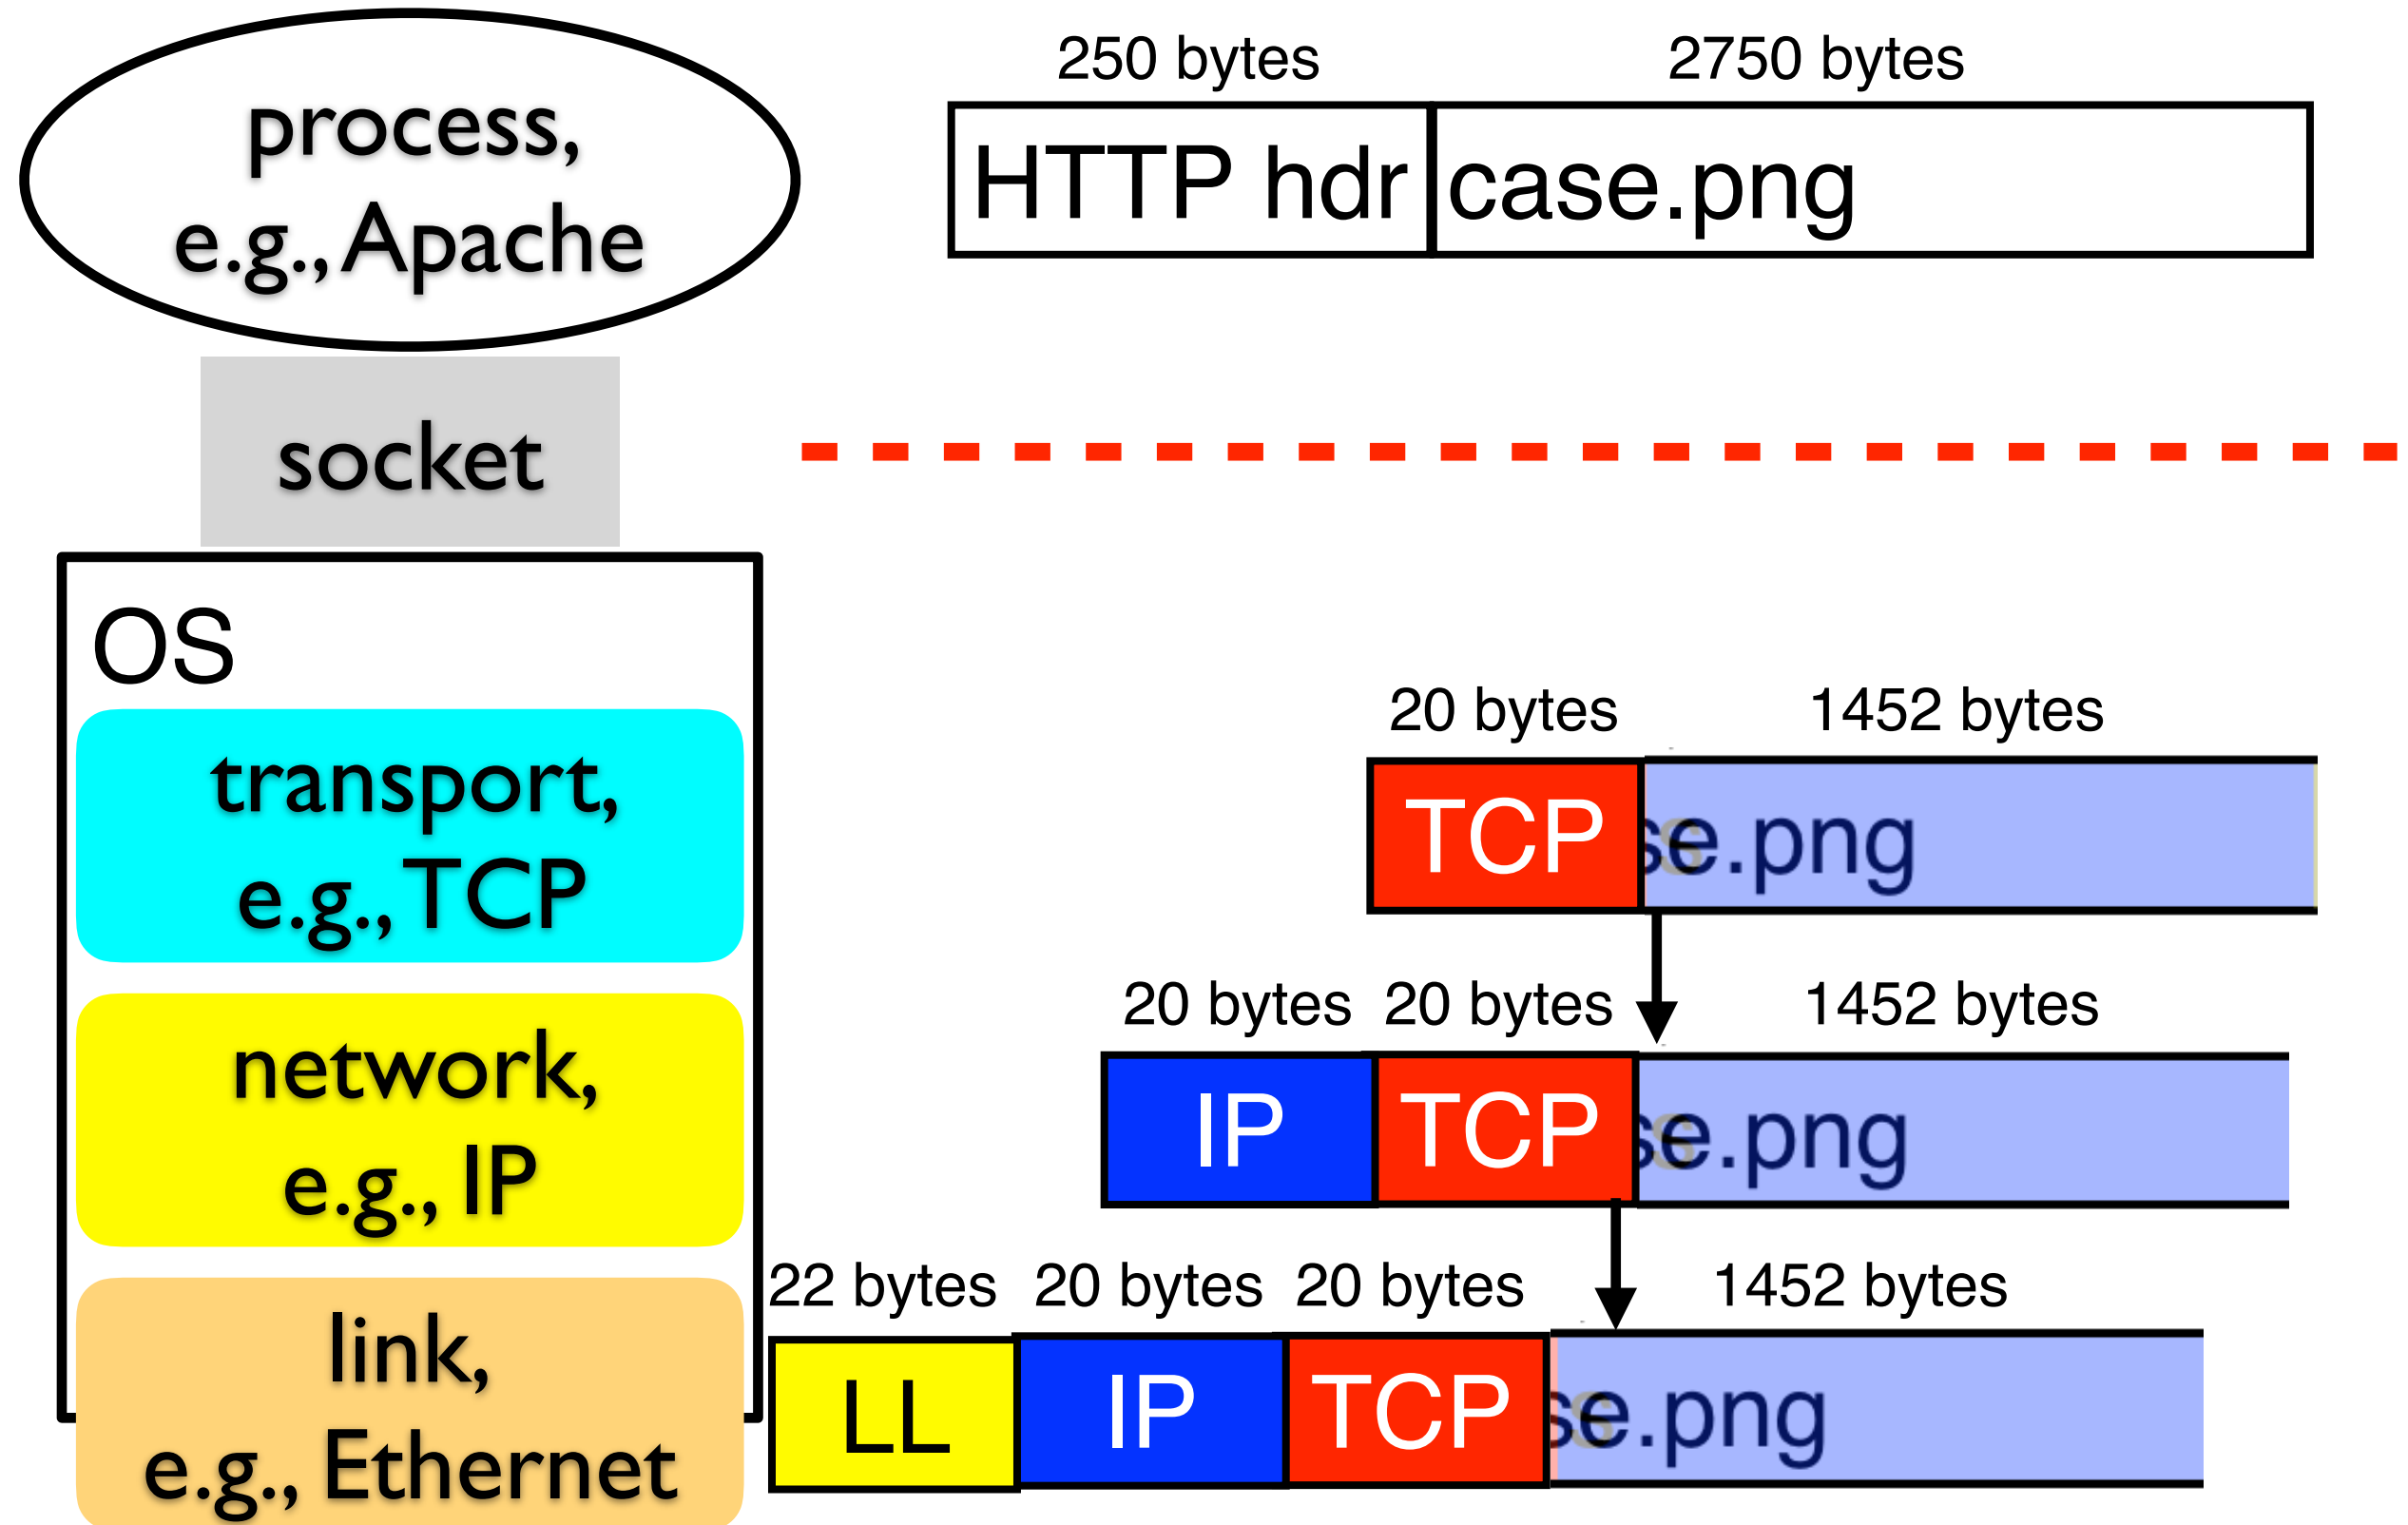 250 bytes 2750 bytes
process,
e.g., Apache
HTTP hdr case.png
socket
OS
20 bytes 1452 bytes
transport,
e.g., TCP
TCP se.png
20 bytes 20 bytes 1452 bytes
network,
e.g., IP
IP TCP se.png
22 bytes 20 bytes 20 bytes 1452 bytes
link,
e.g., Ethernet
LL IP TCP se.png